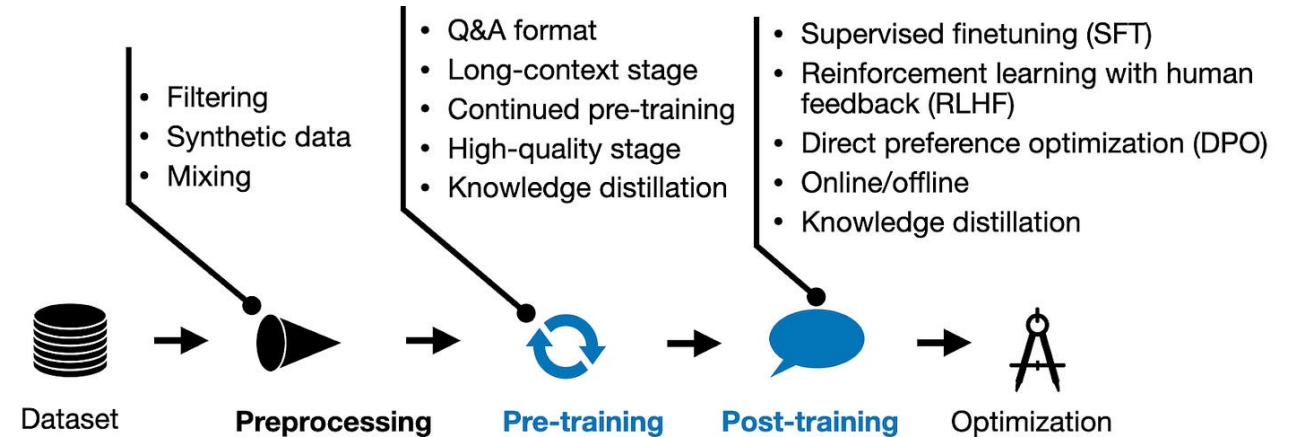 • Filtering
• Synthetic data
• Mixing
• Q&A format
• Long-context stage
• Continued pre-training
• High-quality stage
• Knowledge distillation
• Supervised finetuning (SFT)
• Reinforcement learning with human
feedback (RLHF)
• Direct preference optimization (DPO)
• Online/offline
• Knowledge distillation
Dataset
Preprocessing
Pre-training
Post-training
Optimization